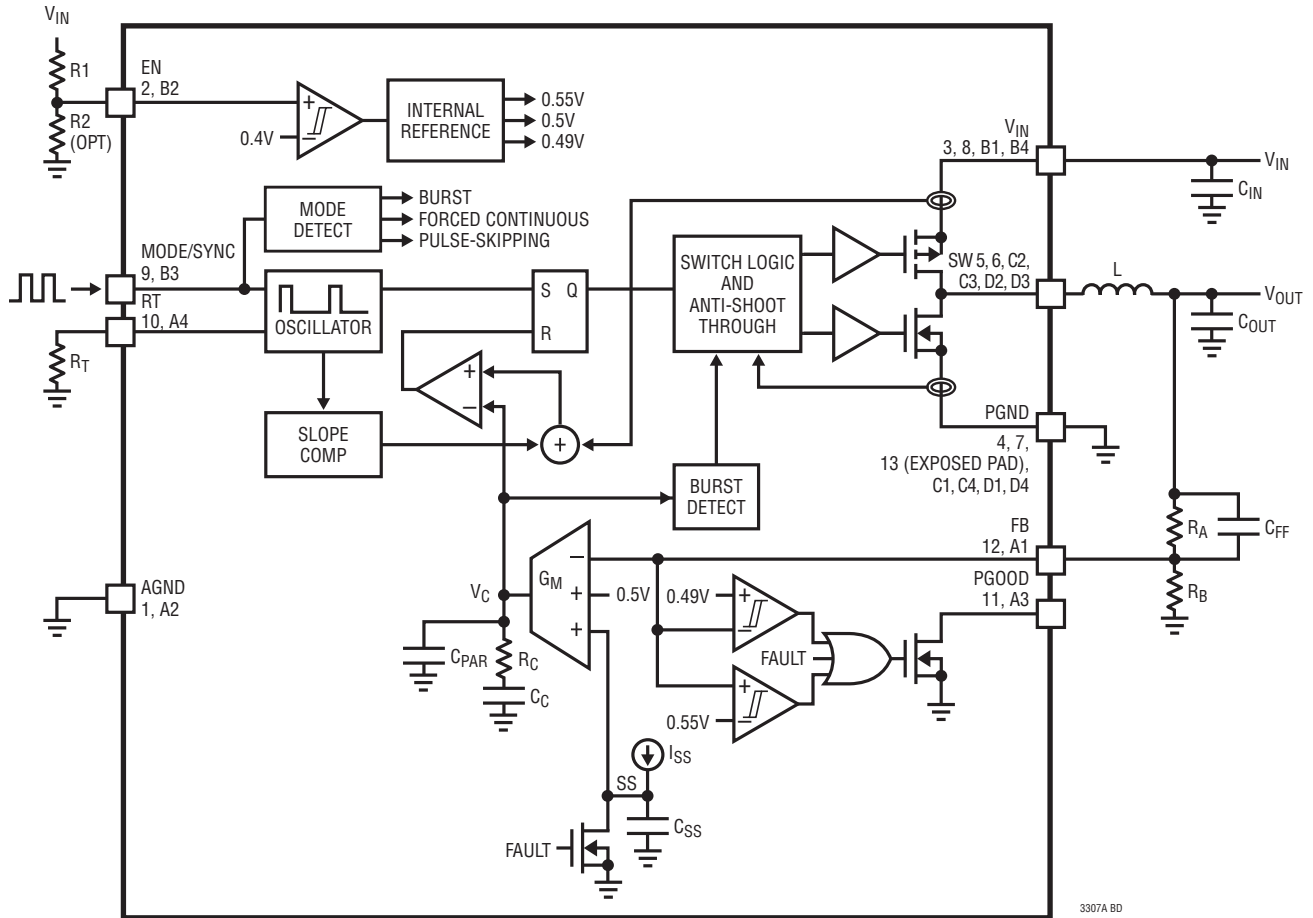 VIN
R1
EN
2, B2
R2
(OPT)
0.4V
+
–
INTERNAL
REFERENCE
0.55V
0.5V
0.49V
MODE
DETECT
BURST
FORCED CONTINUOUS
PULSE-SKIPPING
MODE/SYNC
9, B3
RT
10, A4
RT
OSCILLATOR
S Q
R
SLOPE
COMP
+
–
+
SWITCH LOGIC
AND
ANTI-SHOOT
THROUGH
BURST
DETECT
VIN
3, 8, B1, B4
VIN
CIN
SW 5, 6, C2,
C3, D2, D3
L
VOUT
COUT
PGND
4, 7,
13 (EXPOSED PAD),
C1, C4, D1, D4
FB
12, A1
RA
CFF
RB
PGOOD
11, A3
AGND
1, A2
VC
GM
–
+
+
0.5V
CPAR
RC
CC
0.49V
+
–
FAULT
+
–
0.55V
ISS
SS
CSS
FAULT
3307A BD